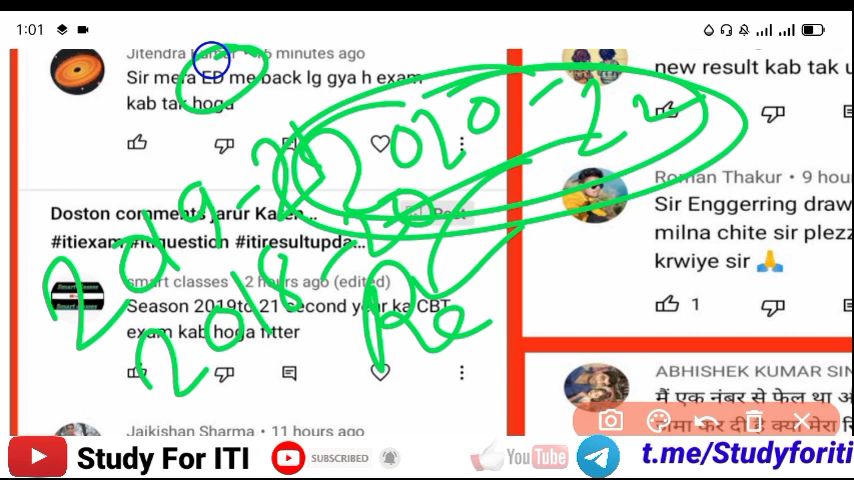 1:01
Jitendra Kumar • 35 minutes ago
Sir mera ED me back lg gya h exam
kab tak hoga
Doston comments jarur Karen...
#itiexam #itiquestion #itiresultupda...
Post
smart classes • 2 hours ago (edited)
Season 2019to 21 second year ka CBT
exam kab hoga fitter
Jaikishan Sharma • 11 hours ago
2019-21
2020-22
2018-20
Re
new result kab tak
Roman Thakur • 9 hou
Sir Enggerring draw
milna chite sir plezz
krwiye sir 🙏
1
ABHISHEK KUMAR SIN
मैं एक नंबर से फेल था
Study For ITI
SUBSCRIBED
YouTube
t.me/Studyforiti